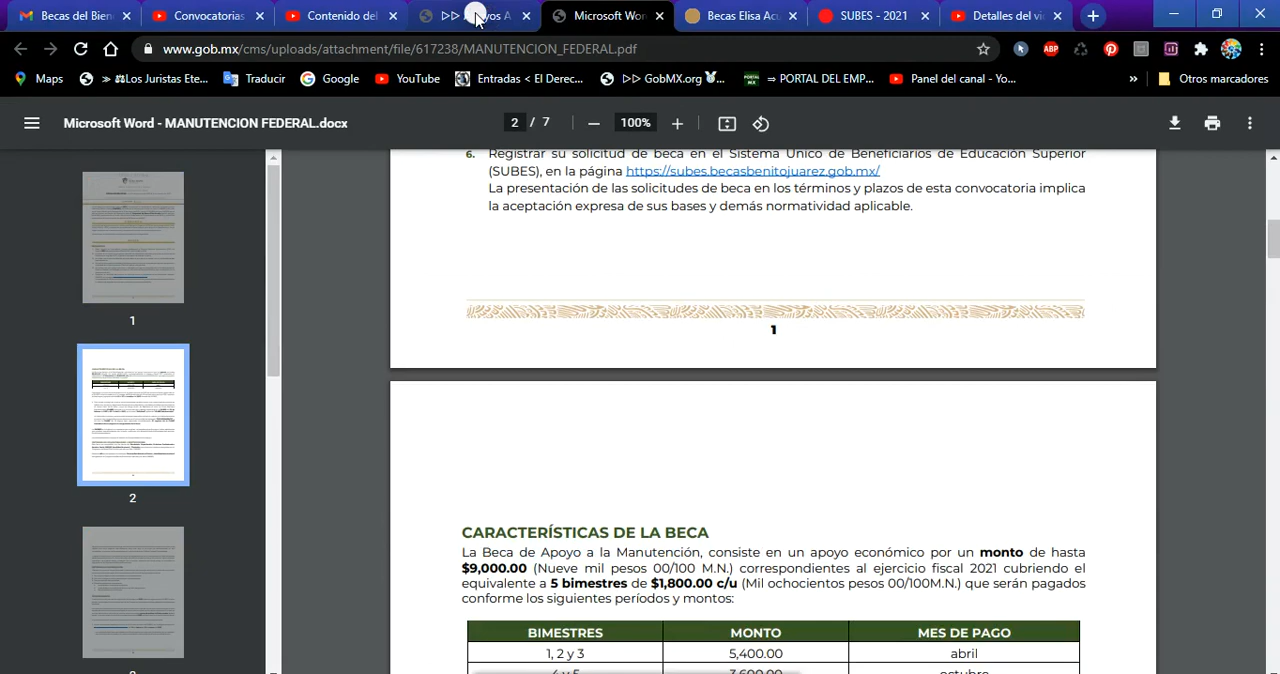 Becas del Bien
Convocatorias
Contenido del
▷▷ Apoyos A
Microsoft Wor
Becas Elisa Acu
SUBES - 2021
Detalles del vi
www.gob.mx/cms/uploads/attachment/file/617238/MANUTENCION_FEDERAL.pdf
Maps
» ⚖Los Juristas Ete...
Traducir
Google
YouTube
Entradas < El Derec...
▷▷ GobMX.org
⇒ PORTAL DEL EMP...
Panel del canal - Yo...
»
Otros marcadores
Microsoft Word - MANUTENCION FEDERAL.docx
2 / 7
100%
1
2
6. Registrar su solicitud de beca en el Sistema Único de Beneficiarios de Educación Superior
(SUBES), en la página https://subes.becasbenitojuarez.gob.mx/
La presentación de las solicitudes de beca en los términos y plazos de esta convocatoria implica
la aceptación expresa de sus bases y demás normatividad aplicable.
1
CARACTERÍSTICAS DE LA BECA
La Beca de Apoyo a la Manutención, consiste en un apoyo económico por un monto de hasta
$9,000.00 (Nueve mil pesos 00/100 M.N.) correspondientes al ejercicio fiscal 2021 cubriendo el
equivalente a 5 bimestres de $1,800.00 c/u (Mil ochocientos pesos 00/100M.N.) que serán pagados
conforme los siguientes períodos y montos:
BIMESTRES MONTO MES DE PAGO
1, 2 y 3 5,400.00 abril
4 y 5 3,600.00 octubre